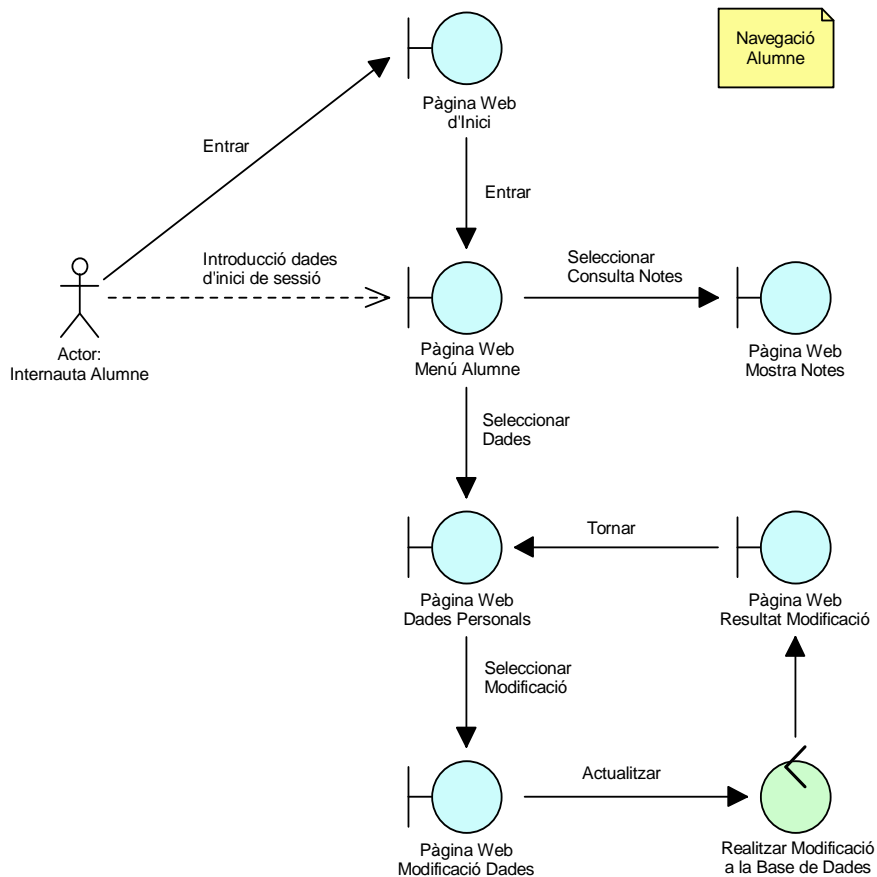 Navegació
Alumne
Pàgina Web
d'Inici
Entrar
Entrar
Introducció dades
d'inici de sessió
Seleccionar
Consulta Notes
Actor:
Internauta Alumne
Pàgina Web
Menú Alumne
Pàgina Web
Mostra Notes
Seleccionar
Dades
Tornar
Pàgina Web
Dades Personals
Pàgina Web
Resultat Modificació
Seleccionar
Modificació
Actualitzar
Pàgina Web
Modificació Dades
Realitzar Modificació
a la Base de Dades